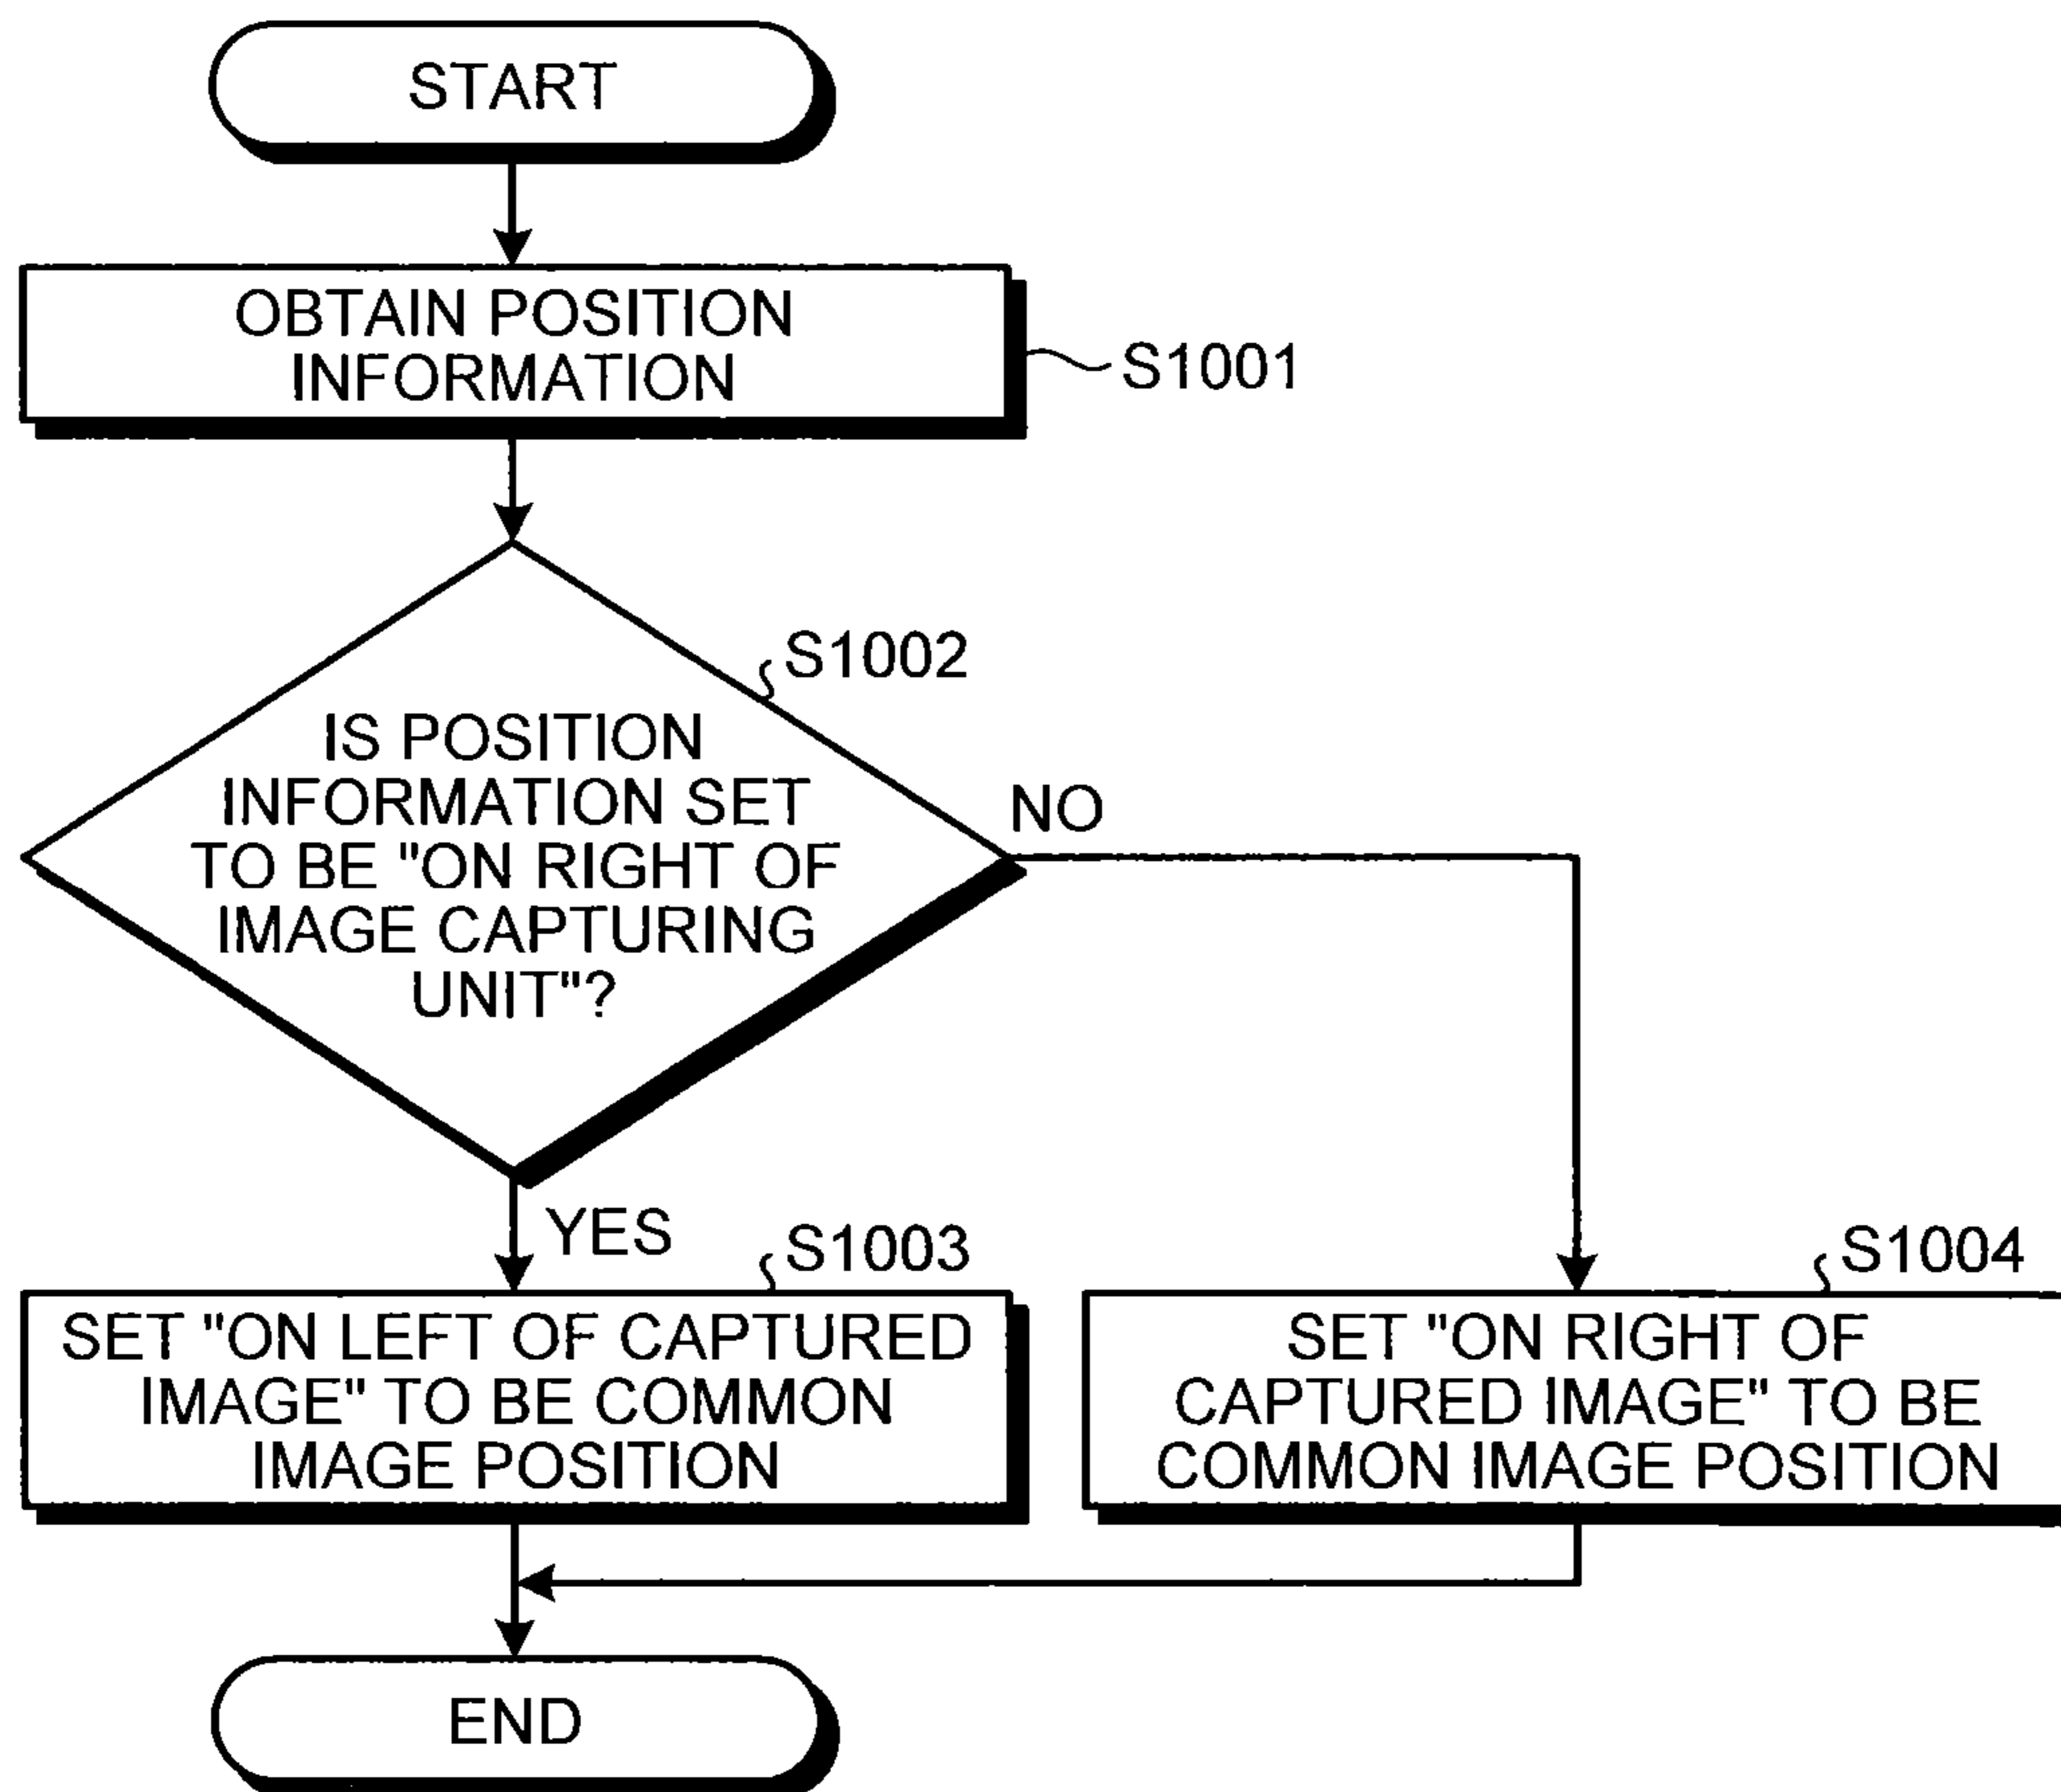 START
OBTAIN POSITION
INFORMATION
S1001
S1002
IS POSITION
INFORMATION SET
TO BE "ON RIGHT OF
IMAGE CAPTURING
UNIT"?
NO
YES
S1003
SET "ON LEFT OF CAPTURED
IMAGE" TO BE COMMON
IMAGE POSITION
S1004
SET "ON RIGHT OF
CAPTURED IMAGE" TO BE
COMMON IMAGE POSITION
END